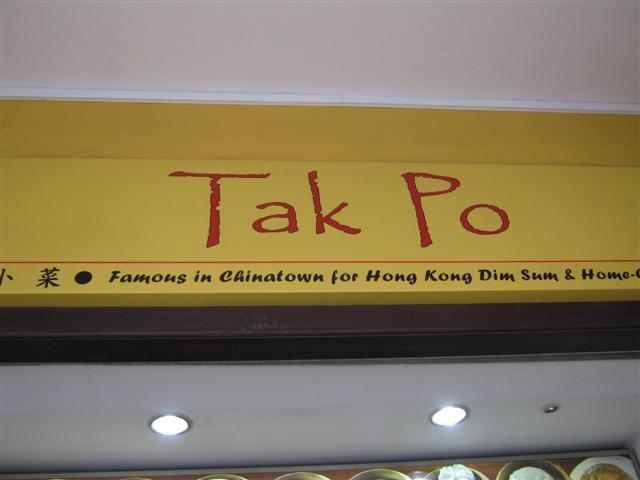 Tak Po
小 菜 ● Famous in Chinatown for Hong Kong Dim Sum & Home-